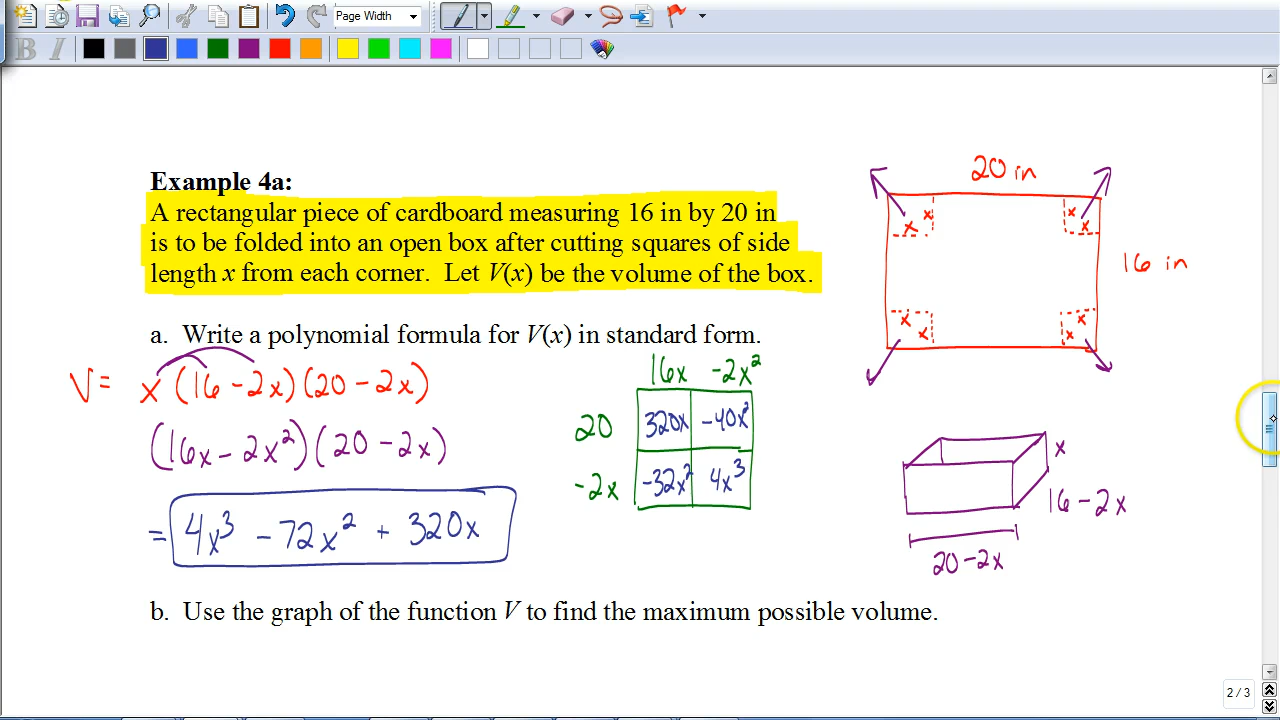 Page Width
B I
Example 4a:
A rectangular piece of cardboard measuring 16 in by 20 in
is to be folded into an open box after cutting squares of side
length x from each corner. Let V(x) be the volume of the box.
a. Write a polynomial formula for V(x) in standard form.
V = x (16 - 2x)(20 - 2x)
(16x - 2x²)(20 - 2x)
= 4x³ - 72x² + 320x
16x -2x²
20 320x -40x²
-2x -32x² 4x³
20 in
x x x x
16 in
x x x x
x
16 - 2x
20 - 2x
b. Use the graph of the function V to find the maximum possible volume.
2 / 3